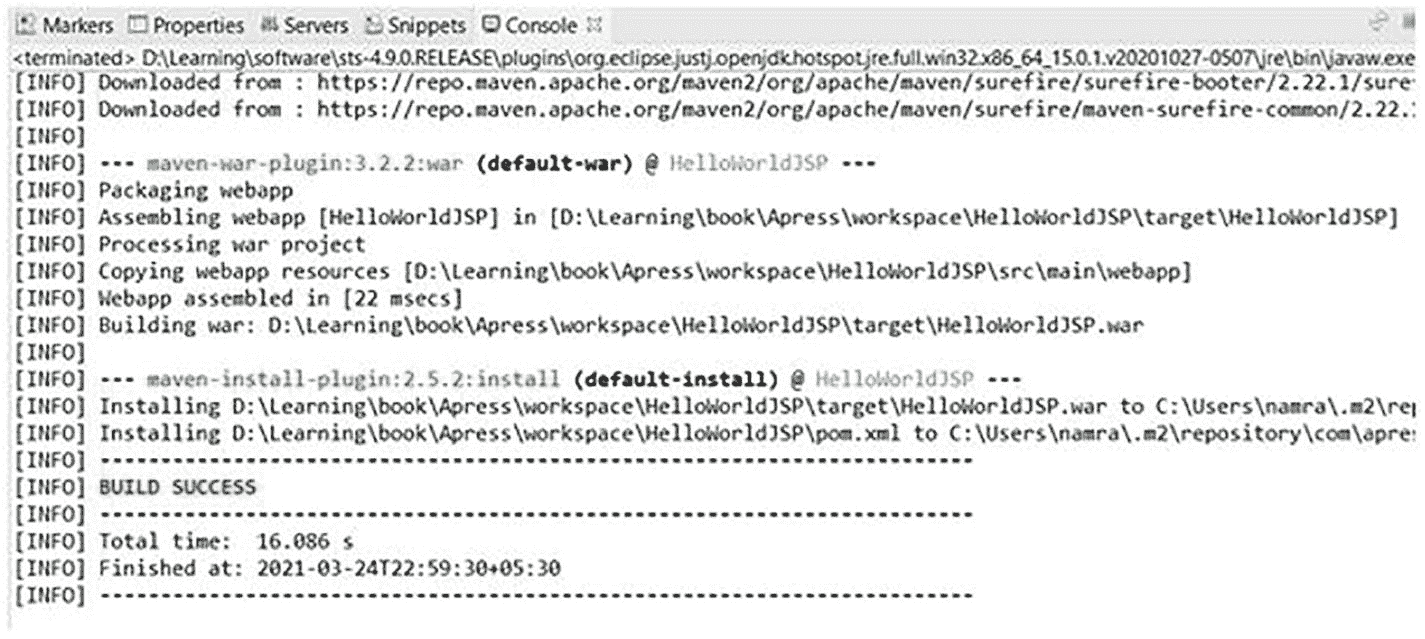 Markers Properties Servers Snippets Console
<terminated> D:\Learning\software\sts-4.9.0.RELEASE\plugins\org.eclipse.justj.openjdk.hotspot.jre.full.win32.x86_64_15.0.1.v20201027-0507\jre\bin\javaw.exe
[INFO] Downloaded from : https://repo.maven.apache.org/maven2/org/apache/maven/surefire/surefire-booter/2.22.1/sure
[INFO] Downloaded from : https://repo.maven.apache.org/maven2/org/apache/maven/surefire/maven-surefire-common/2.22.
[INFO]
[INFO] --- maven-war-plugin:3.2.2:war (default-war) @ HelloWorldJSP ---
[INFO] Packaging webapp
[INFO] Assembling webapp [HelloWorldJSP] in [D:\Learning\book\Apress\workspace\HelloWorldJSP\target\HelloWorldJSP]
[INFO] Processing war project
[INFO] Copying webapp resources [D:\Learning\book\Apress\workspace\HelloWorldJSP\src\main\webapp]
[INFO] Webapp assembled in [22 msecs]
[INFO] Building war: D:\Learning\book\Apress\workspace\HelloWorldJSP\target\HelloWorldJSP.war
[INFO]
[INFO] --- maven-install-plugin:2.5.2:install (default-install) @ HelloWorldJSP ---
[INFO] Installing D:\Learning\book\Apress\workspace\HelloWorldJSP\target\HelloWorldJSP.war to C:\Users\namra\.m2\rep
[INFO] Installing D:\Learning\book\Apress\workspace\HelloWorldJSP\pom.xml to C:\Users\namra\.m2\repository\com\apre
[INFO] ------------------------------------------------------------------------
[INFO] BUILD SUCCESS
[INFO] ------------------------------------------------------------------------
[INFO] Total time:  16.086 s
[INFO] Finished at: 2021-03-24T22:59:30+05:30
[INFO] ------------------------------------------------------------------------